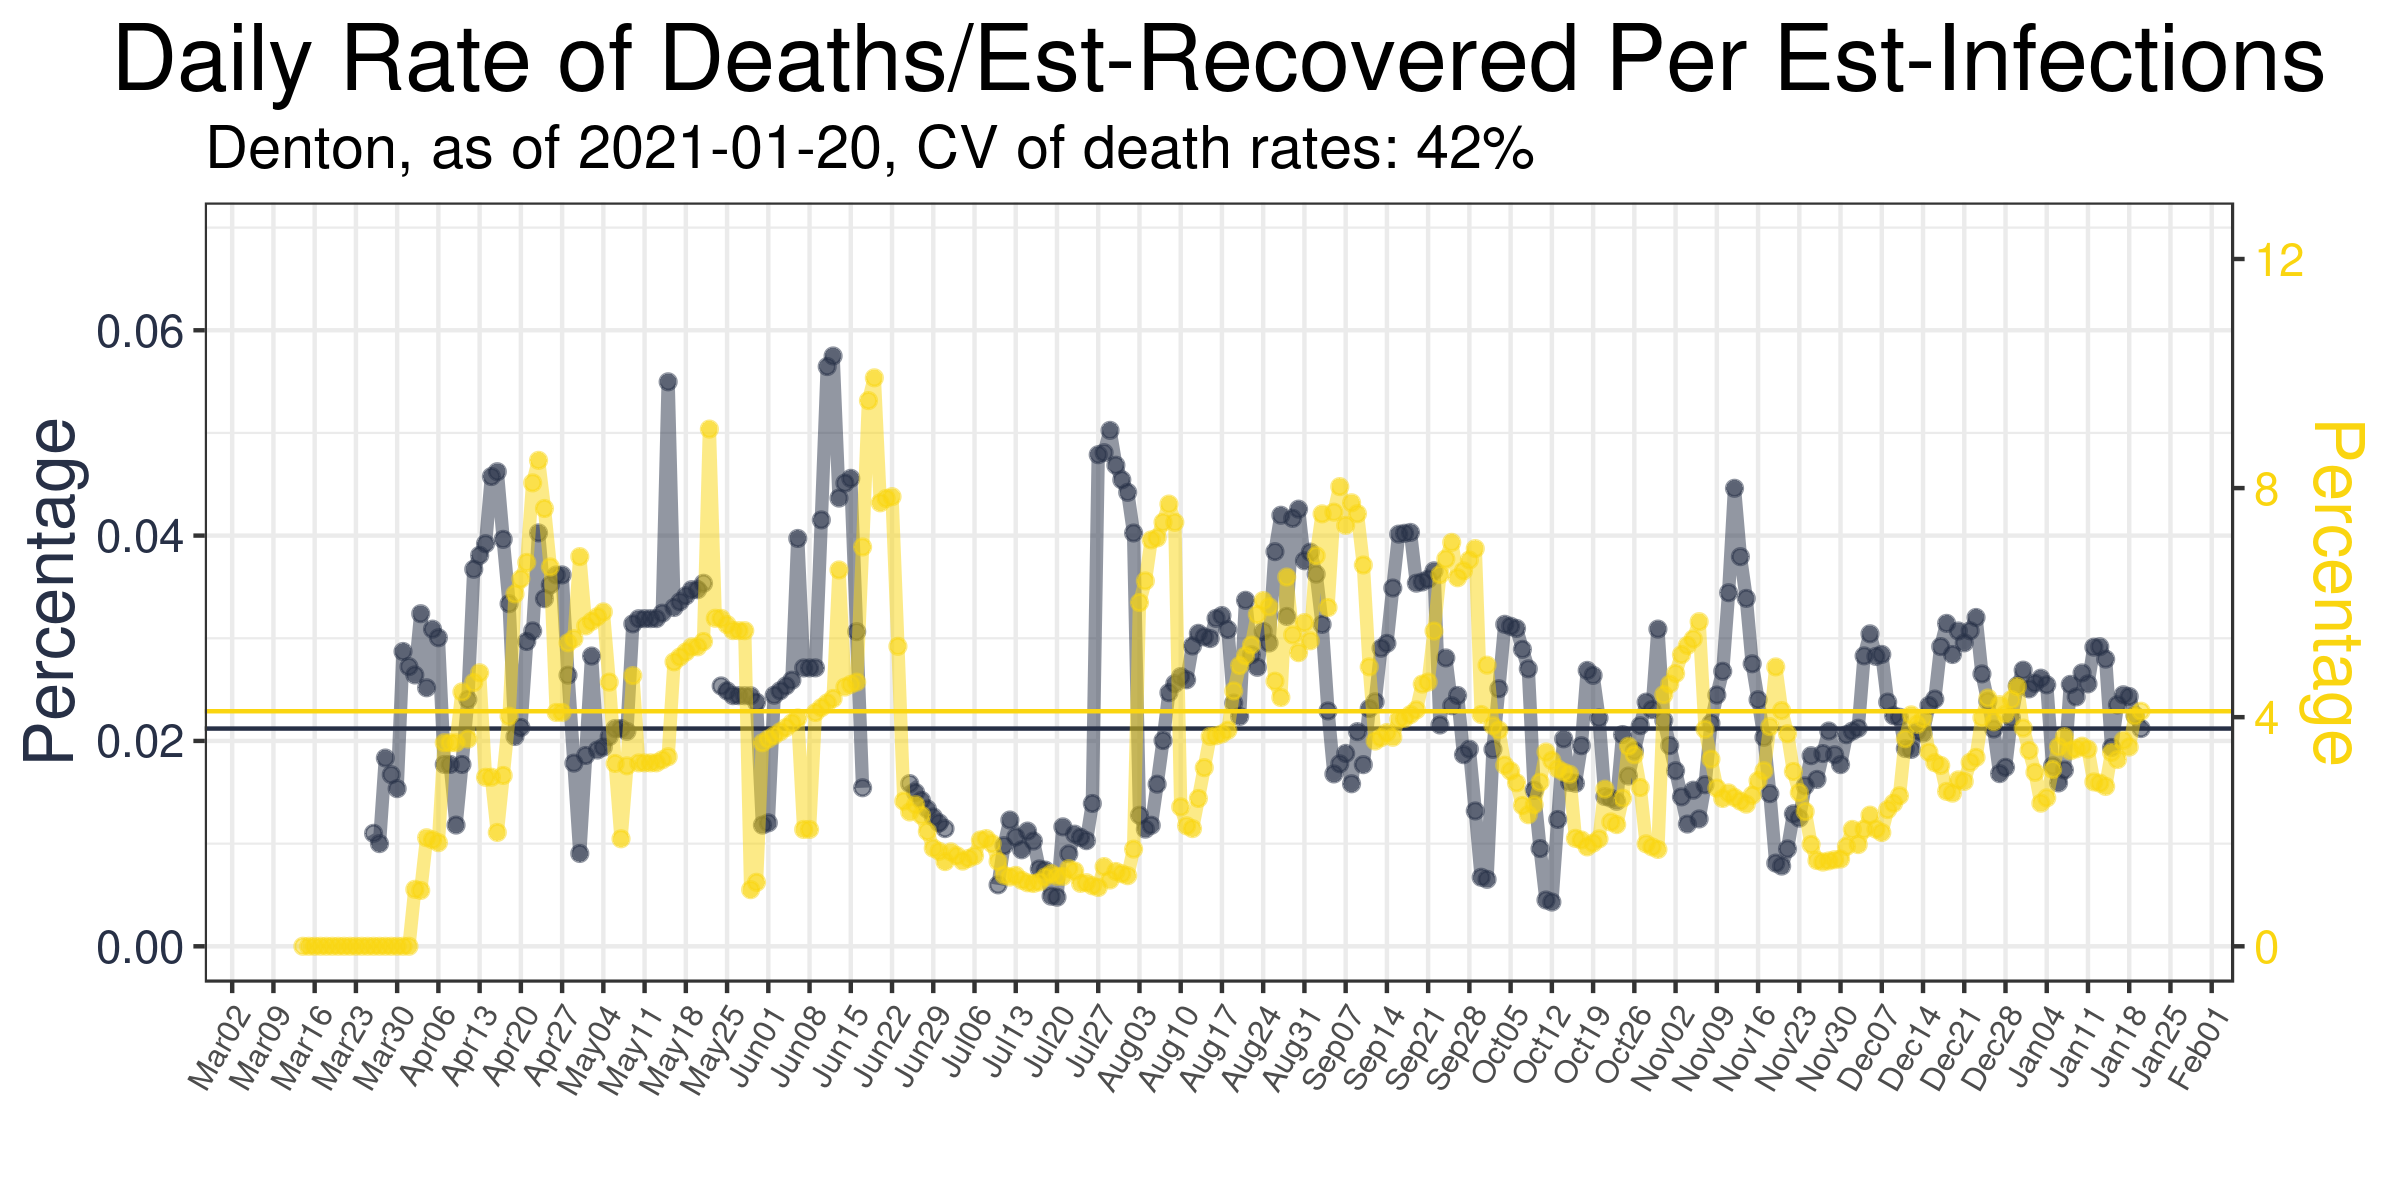 Daily Rate of Deaths/Est-Recovered Per Est-Infections
Denton, as of 2021-01-20, CV of death rates: 42%
Percentage
0.06
0.04
0.02
0.00
12
8
4
0
Percentage
Mar02 Mar09 Mar16 Mar23 Mar30 Apr06 Apr13 Apr20 Apr27 May04 May11 May18 May25 Jun01 Jun08 Jun15 Jun22 Jun29 Jul06 Jul13 Jul20 Jul27 Aug03 Aug10 Aug17 Aug24 Aug31 Sep07 Sep14 Sep21 Sep28 Oct05 Oct12 Oct19 Oct26 Nov02 Nov09 Nov16 Nov23 Nov30 Dec07 Dec14 Dec21 Dec28 Jan04 Jan11 Jan18 Jan25 Feb01